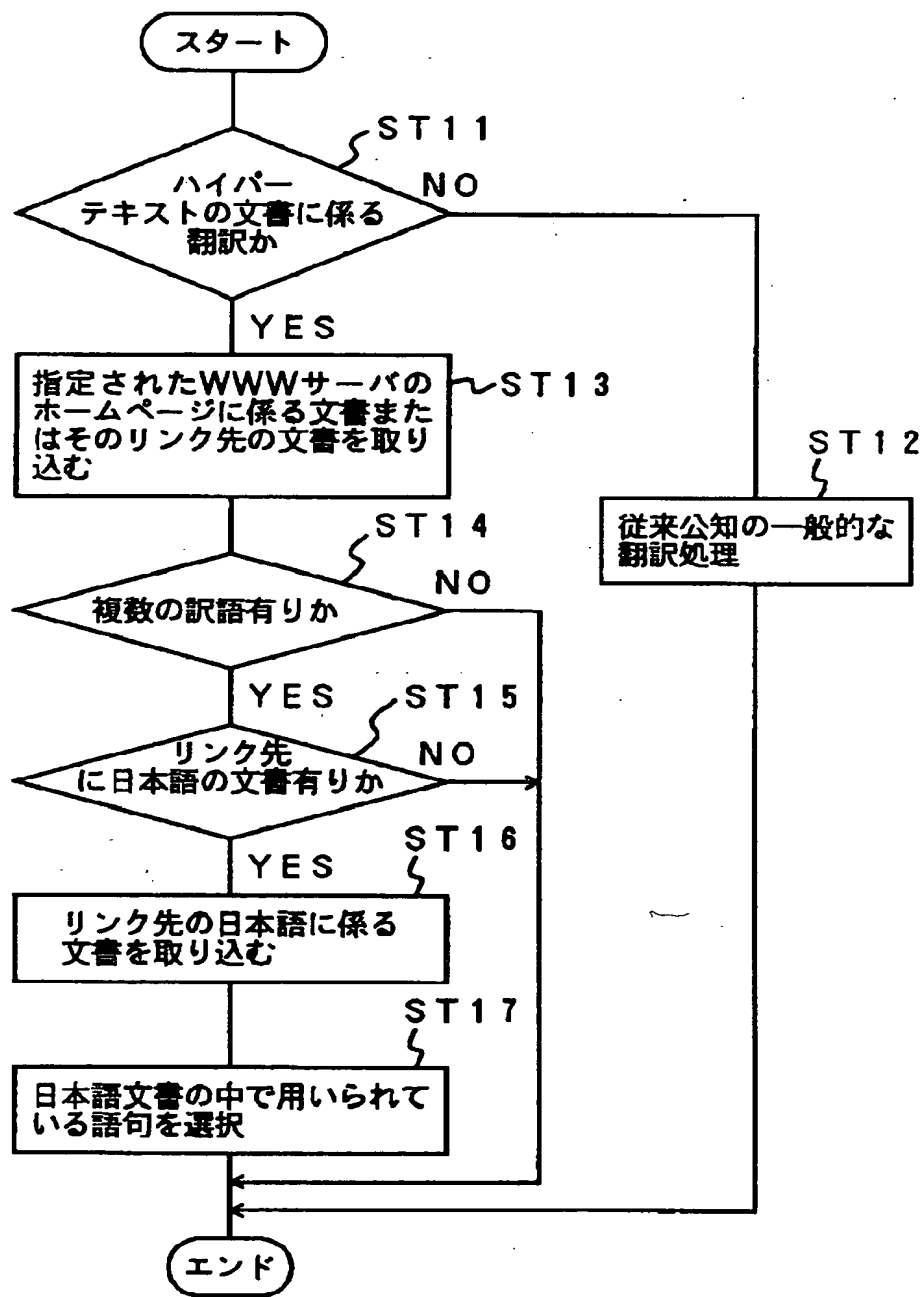 スタート
ST11
ハイパー
テキストの文書に係る
翻訳か
NO
YES
指定されたWWWサーバの
ホームページに係る文書また
はそのリンク先の文書を取り
込む
ST13
ST12
従来公知の一般的な
翻訳処理
ST14
複数の訳語有りか
NO
YES
ST15
リンク先
に日本語の文書有りか
NO
YES
ST16
リンク先の日本語に係る
文書を取り込む
ST17
日本語文書の中で用いられて
いる語句を選択
エンド